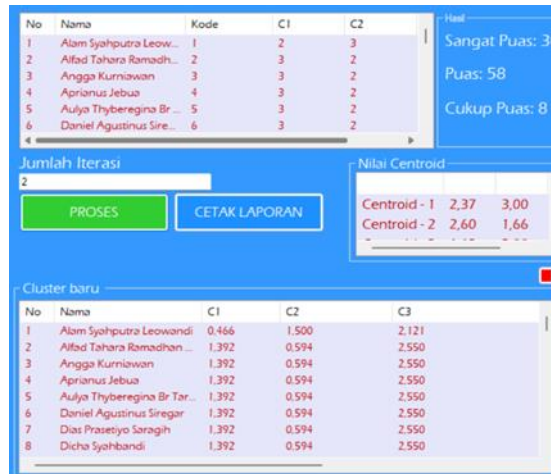 No Nama Kode C1 C2
1 Alam Syahputra Leow... 1 2 3
2 Alfad Tahara Ramadh... 2 3 2
3 Angga Kurniawan 3 3 2
4 Aprianus Jebua 4 3 2
5 Aulya Thyberegina Br ... 5 3 2
6 Daniel Agustinus Sire... 6 3 2
Hasil
Sangat Puas: 3
Puas: 58
Cukup Puas: 8
Jumlah Iterasi
2
PROSES CETAK LAPORAN
Nilai Centroid
Centroid - 1 2,37 3,00
Centroid - 2 2,60 1,66
Cluster baru
No Nama C1 C2 C3
1 Alam Syahputra Leowandi 0,466 1,500 2,121
2 Alfad Tahara Ramadhan ... 1,392 0,594 2,550
3 Angga Kurniawan 1,392 0,594 2,550
4 Aprianus Jebua 1,392 0,594 2,550
5 Aulya Thyberegina Br Tar... 1,392 0,594 2,550
6 Daniel Agustinus Siregar 1,392 0,594 2,550
7 Dias Prasetiyo Saragih 1,392 0,594 2,550
8 Dicha Syahbandi 1,392 0,594 2,550